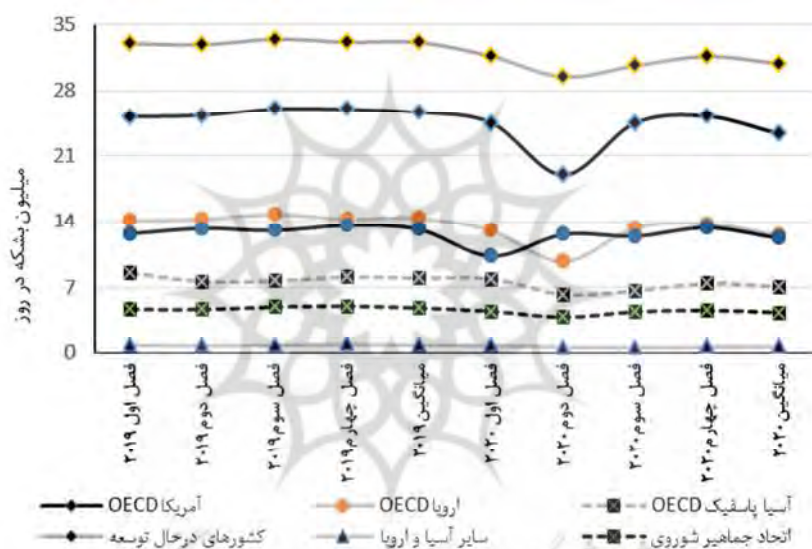 میلیون بشکه در روز
35
28
21
14
7
0
فصل اول ۲۰۱۹
فصل دوم ۲۰۱۹
فصل سوم ۲۰۱۹
فصل چهارم ۲۰۱۹
میانگین ۲۰۱۹
فصل اول ۲۰۲۰
فصل دوم ۲۰۲۰
فصل سوم ۲۰۲۰
فصل چهارم ۲۰۲۰
میانگین ۲۰۲۰
آمریکا OECD
اروپا OECD
آسیا پاسفیک OECD
کشورهای درحال توسعه
سایر آسیا و اروپا
اتحاد جماهیر شوروی